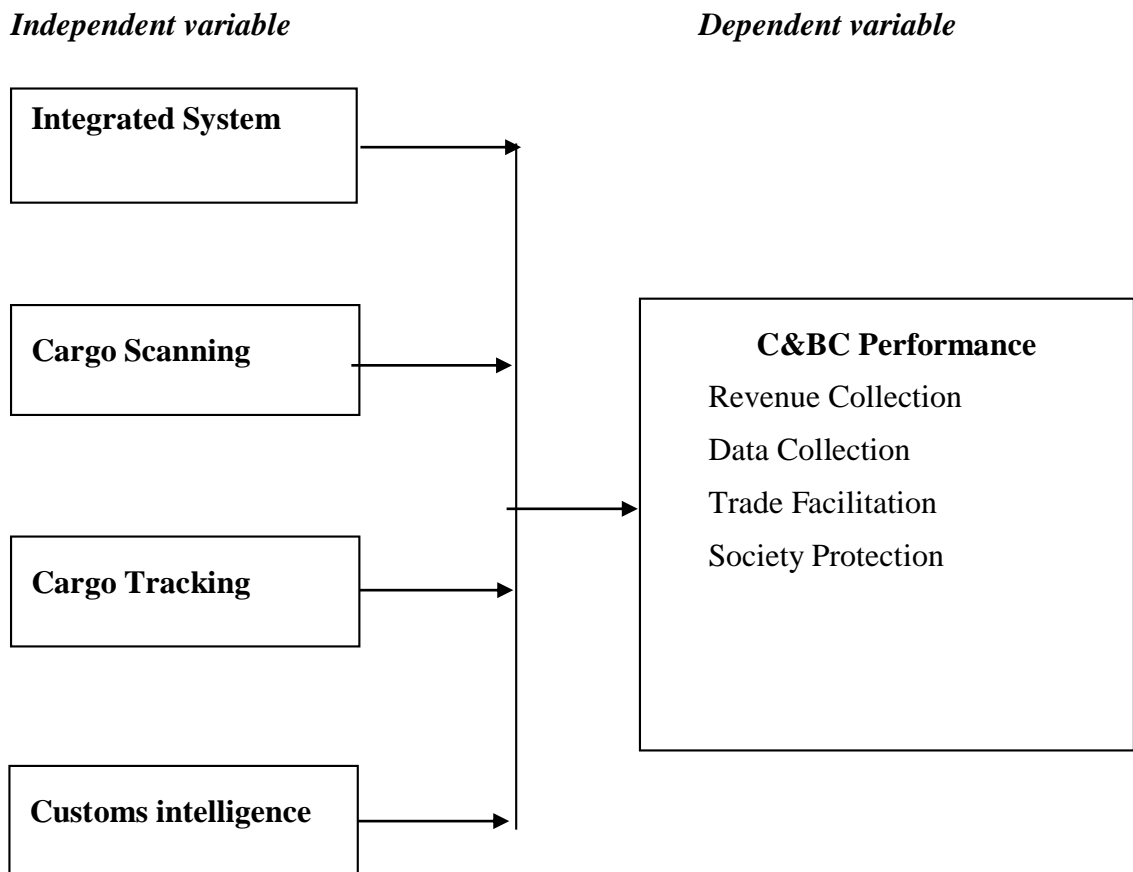 Independent variable
Dependent variable
Integrated System
Cargo Scanning
Cargo Tracking
Customs intelligence
C&BC Performance
Revenue Collection
Data Collection
Trade Facilitation
Society Protection